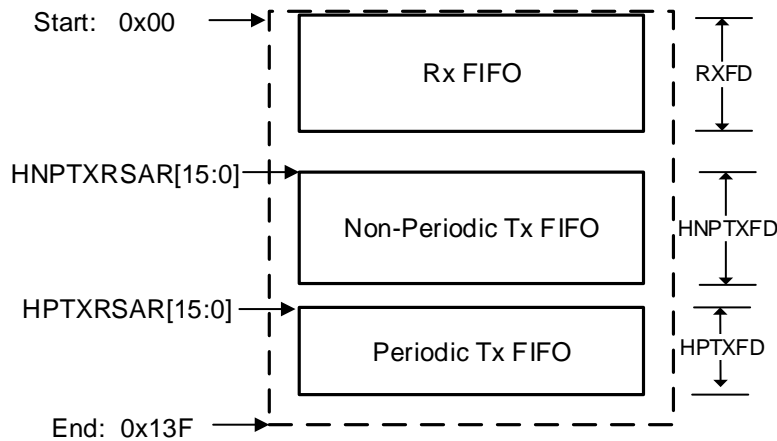 Start: 0x00
Rx FIFO
RXFD
HNPTXRSAR[15:0]
Non-Periodic Tx FIFO
HNPTXFD
HPTXRSAR[15:0]
Periodic Tx FIFO
HPTXFD
End: 0x13F